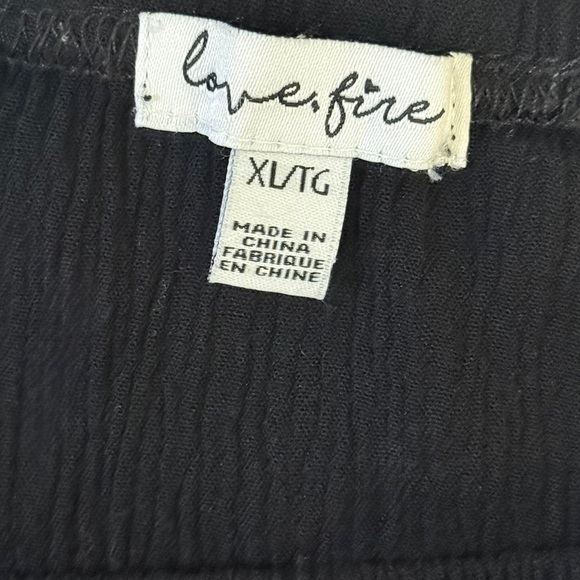 love, fire
XL/TG
MADE IN
CHINA
FABRIQUE
EN CHINE